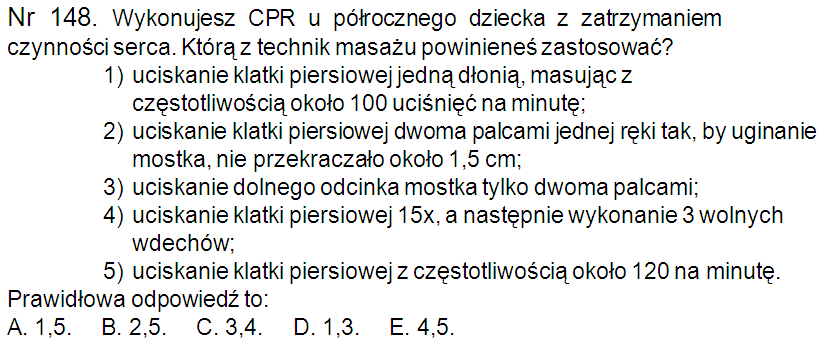 Nr 148. Wykonujesz CPR u półrocznego dziecka z zatrzymaniem
czynności serca. Którą z technik masażu powinieneś zastosować?
1) uciskanie klatki piersiowej jedną dłonią, masując z
częstotliwością około 100 uciśnięć na minutę;
2) uciskanie klatki piersiowej dwoma palcami jednej ręki tak, by uginanie
mostka, nie przekraczało około 1,5 cm;
3) uciskanie dolnego odcinka mostka tylko dwoma palcami;
4) uciskanie klatki piersiowej 15x, a następnie wykonanie 3 wolnych
wdechów;
5) uciskanie klatki piersiowej z częstotliwością około 120 na minutę.
Prawidłowa odpowiedź to:
A. 1,5. B. 2,5. C. 3,4. D. 1,3. E. 4,5.